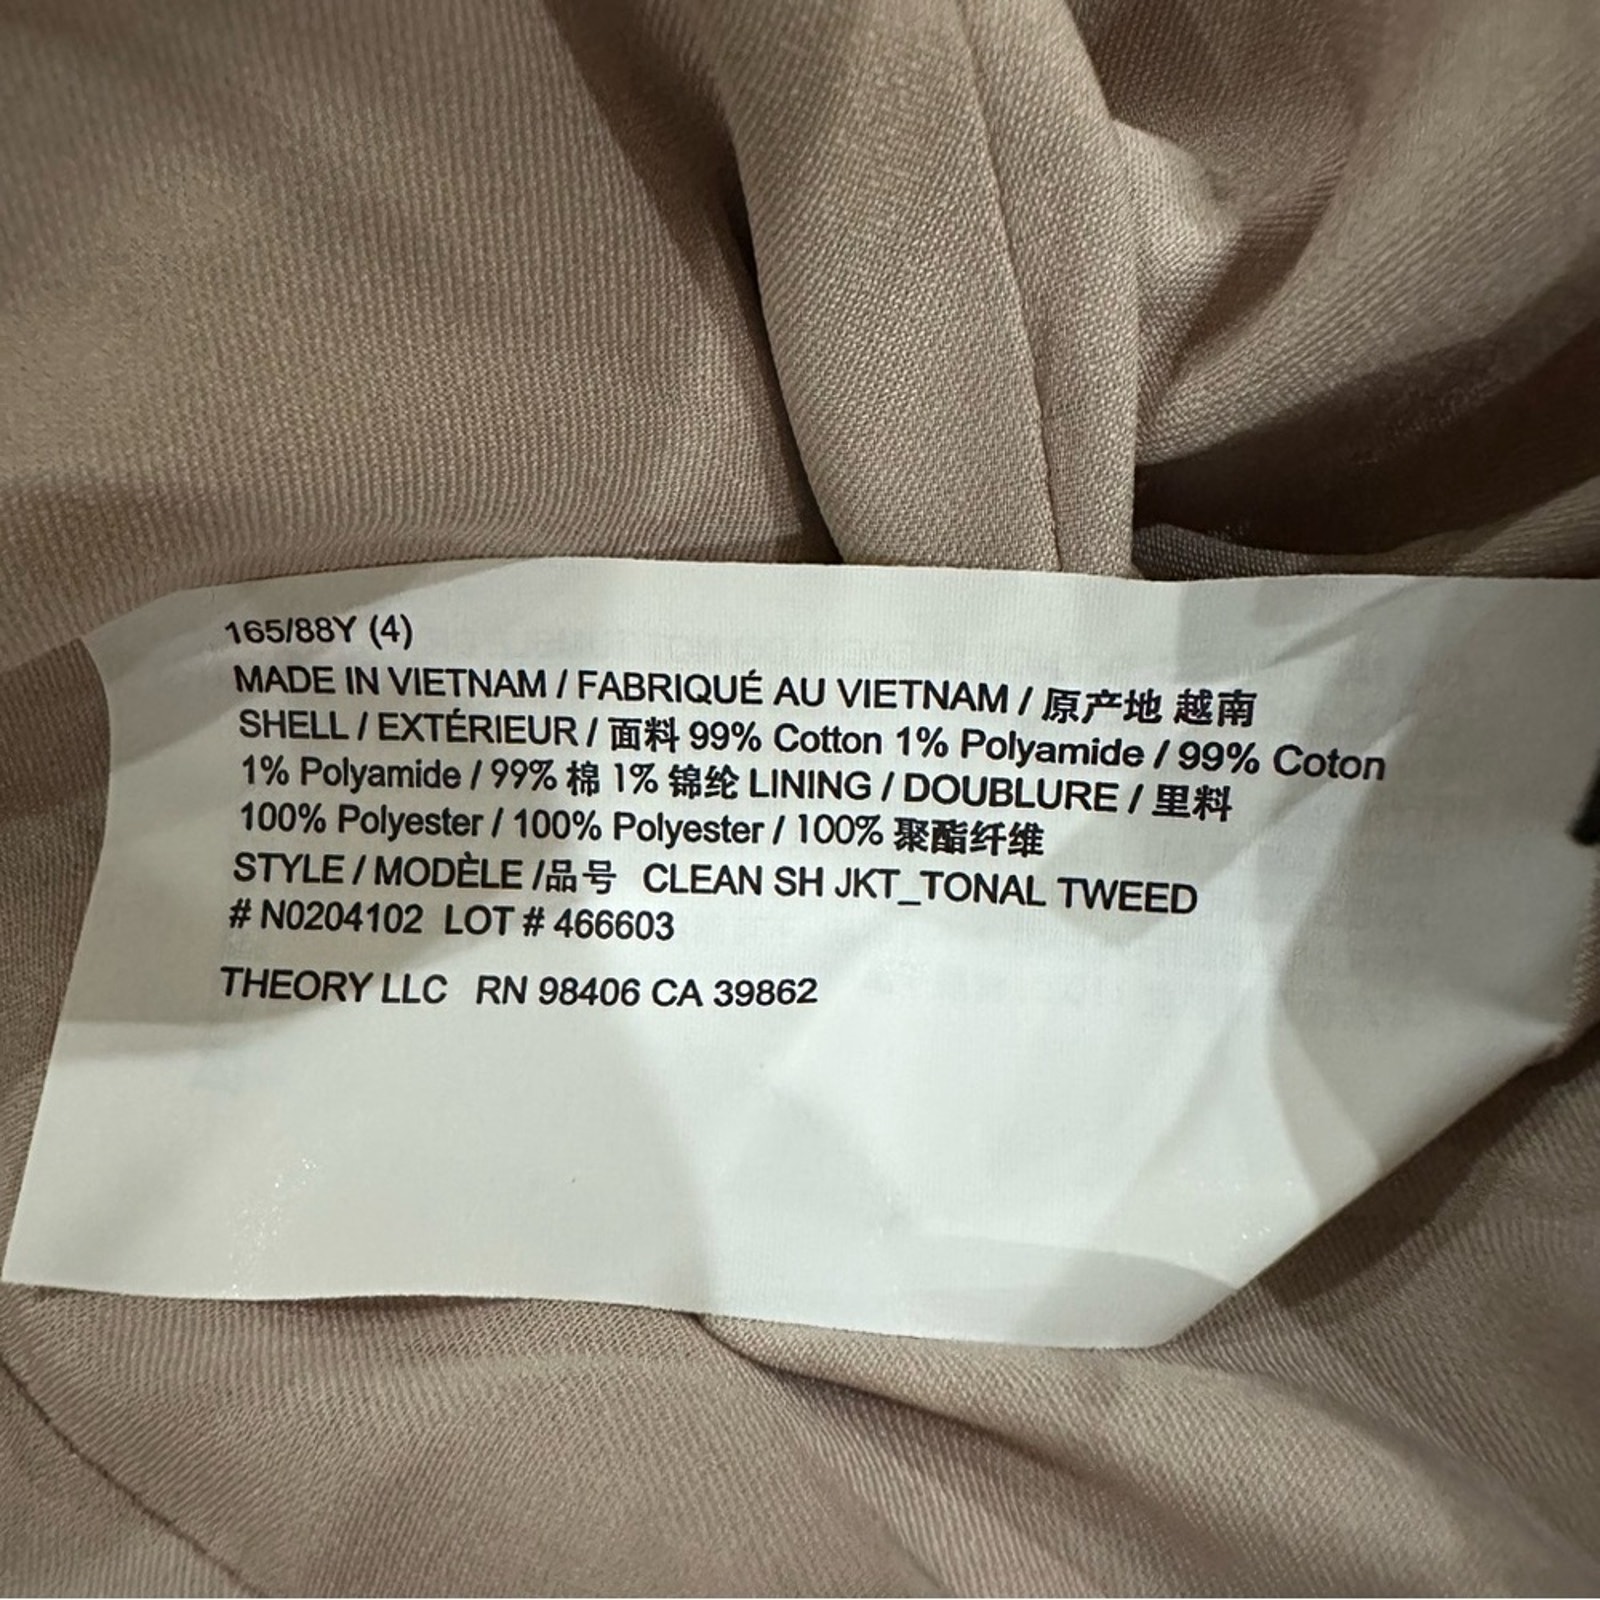 165/88Y (4)
MADE IN VIETNAM / FABRIQUÉ AU VIETNAM / 原产地 越南
SHELL / EXTÉRIEUR / 面料 99% Cotton 1% Polyamide / 99% Coton
1% Polyamide / 99% 棉 1% 锦纶 LINING / DOUBLURE / 里料
100% Polyester / 100% Polyester / 100% 聚酯纤维
STYLE / MODÈLE /品号 CLEAN SH JKT_TONAL TWEED
# N0204102 LOT # 466603
THEORY LLC RN 98406 CA 39862